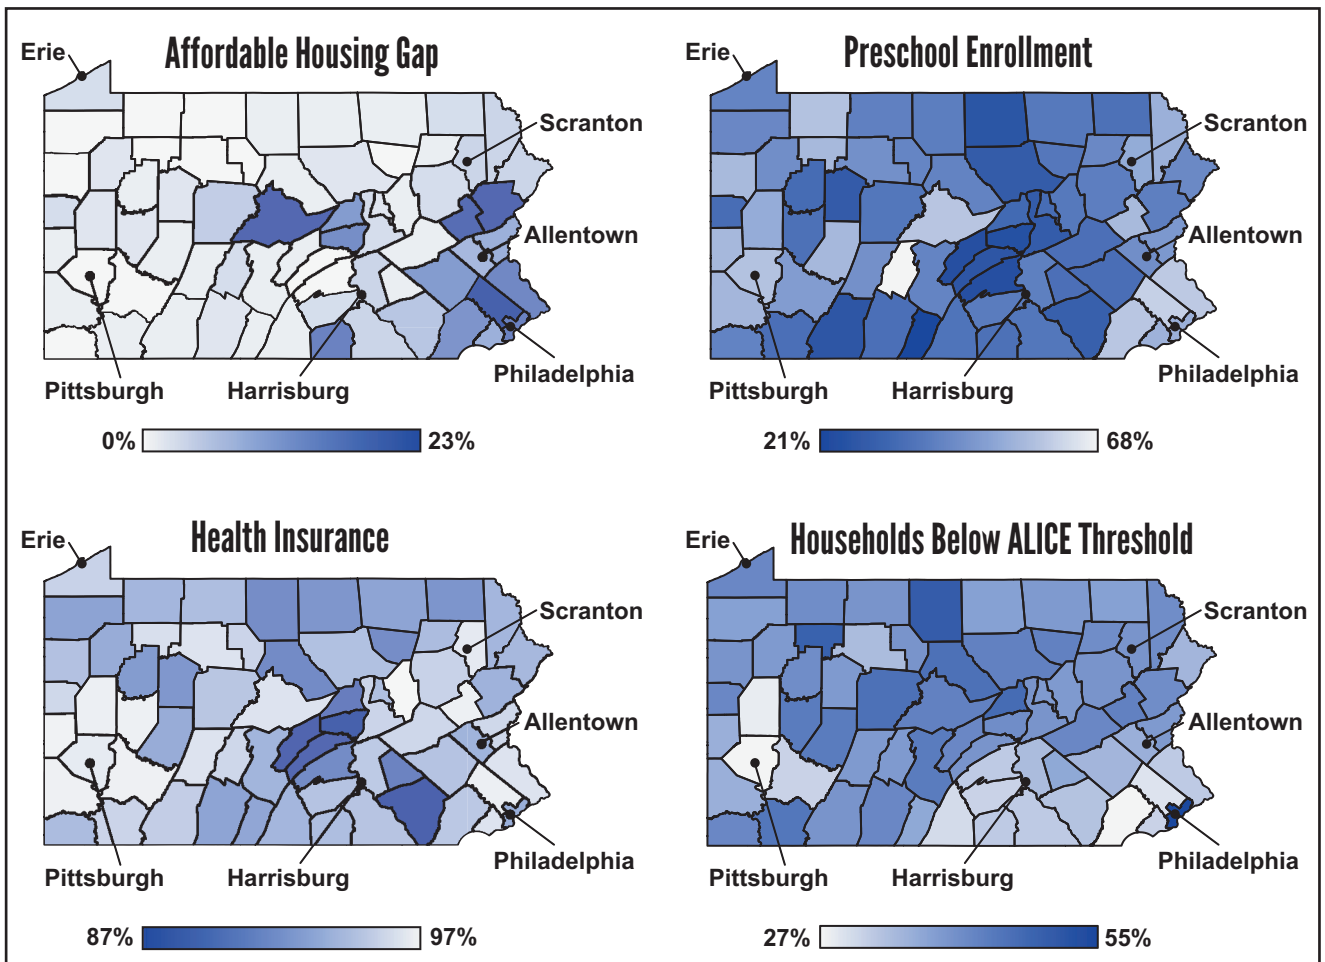 Affordable Housing Gap
Erie
Scranton
Allentown
Philadelphia
Harrisburg
Pittsburgh
0%
23%
Preschool Enrollment
Erie
Scranton
Allentown
Philadelphia
Harrisburg
Pittsburgh
21%
68%
Health Insurance
Erie
Scranton
Allentown
Philadelphia
Harrisburg
Pittsburgh
87%
97%
Households Below ALICE Threshold
Erie
Scranton
Allentown
Philadelphia
Harrisburg
Pittsburgh
27%
55%